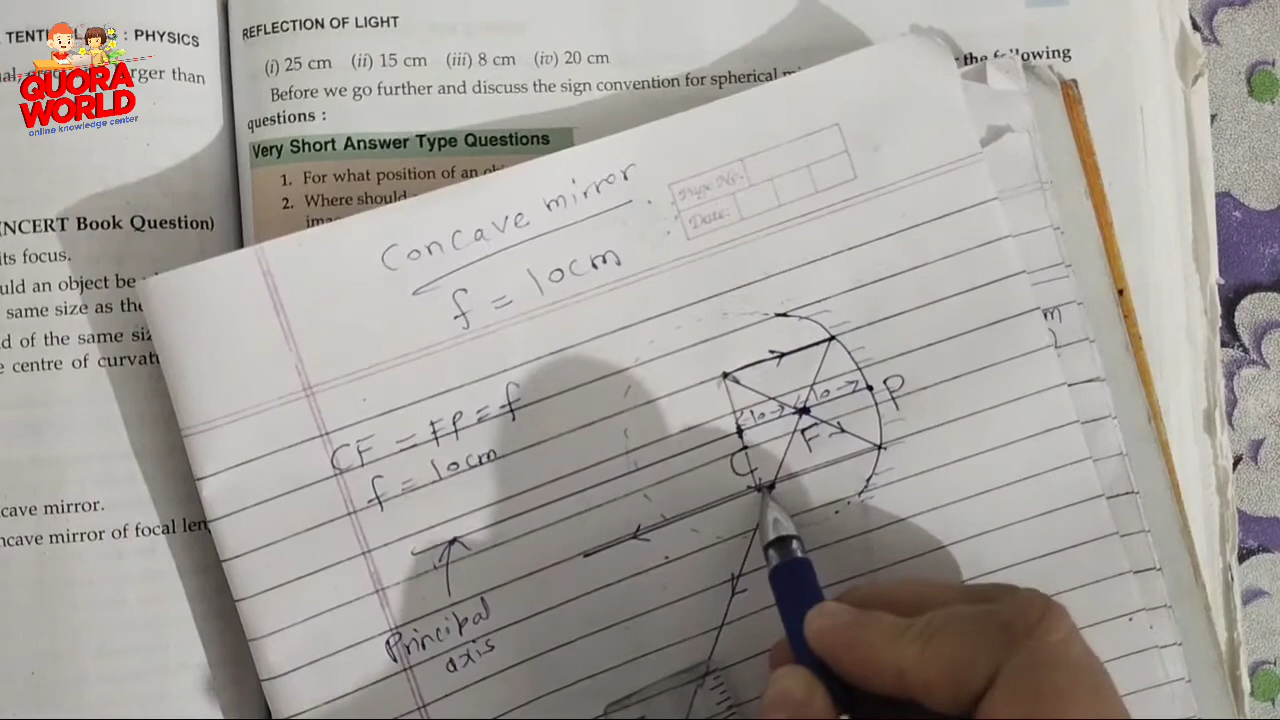 TENTH : PHYSICS
rger than
QUORA
WORLD
online knowledge center
(NCERT Book Question)
its focus.
uld an object be
same size as the
d of the same siz
e centre of curvat
cave mirror.
ncave mirror of focal len
REFLECTION OF LIGHT
(i) 25 cm (ii) 15 cm (iii) 8 cm (iv) 20 cm
Before we go further and discuss the sign convention for spherical the following
questions :
Very Short Answer Type Questions
1. For what position of an
2. Where should
Page No.
Date:
Concave mirror
f = 10cm
CF = FP = f
f = 10cm
Principal
axis
10 10 P
F
C